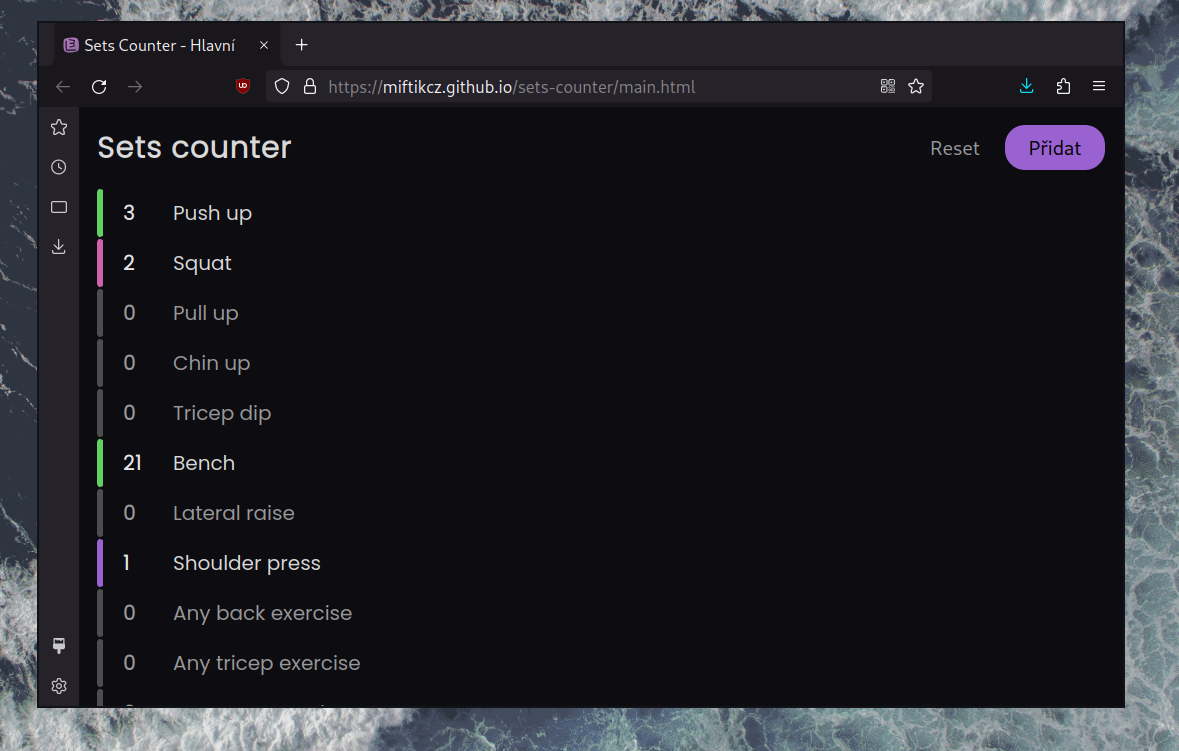 Sets Counter - Hlavní
https://miftikcz.github.io/sets-counter/main.html
Sets counter
Reset
Přidat
3 Push up
2 Squat
0 Pull up
0 Chin up
0 Tricep dip
21 Bench
0 Lateral raise
1 Shoulder press
0 Any back exercise
0 Any tricep exercise